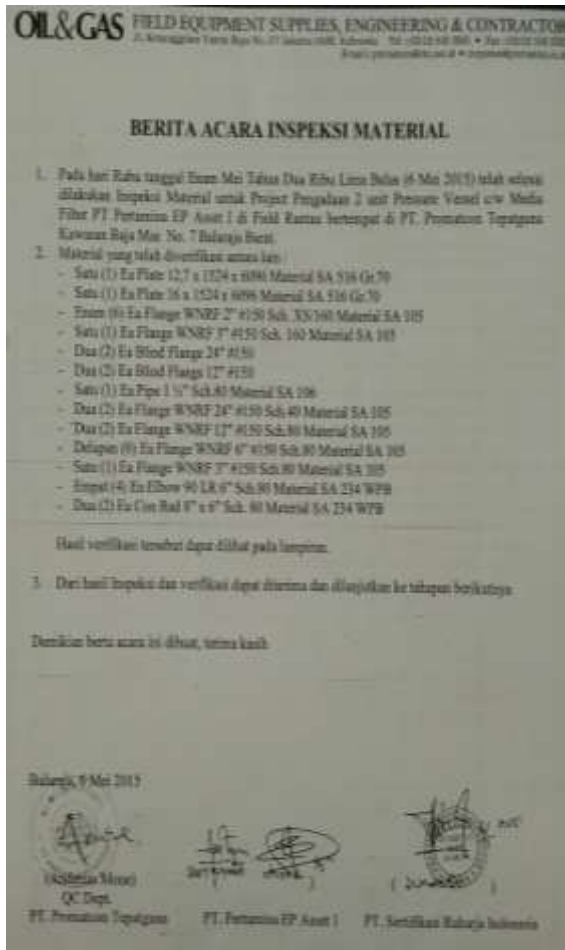 OIL&GAS FIELD EQUIPMENT SUPPLIES, ENGINEERING & CONTRACTOR
BERITA ACARA INSPEKSI MATERIAL
1. Pada hari Rabu tanggal Enam Mei Tahun Dua Ribu Lima Belas (6 Mei 2015) telah selesai
dilakukan Inspeksi Material untuk Project Pengadaan 2 unit Pressure Vessel c/w Media
Filter PT. Pertamina EP Asset I di Field Rantau bertempat di PT. Prematson Tepatguna
Kawasan Raja Mas No. 7 Balaraja Barat.
2. Material yang telah diverifikasi antara lain :
- Satu (1) Ea Plate 12,7 x 1524 x 6096 Material SA 516 Gr.70
- Satu (1) Ea Plate 16 x 1524 x 6096 Material SA 516 Gr.70
- Enam (6) Ea Flange WNRF 2" #150 Sch. XS/160 Material SA 105
- Satu (1) Ea Flange WNRF 3" #150 Sch. 160 Material SA 105
- Dua (2) Ea Blind Flange 24" #150
- Dua (2) Ea Blind Flange 12" #150
- Satu (1) Ea Pipe 1 ½" Sch.80 Material SA 106
- Dua (2) Ea Flange WNRF 24" #150 Sch.40 Material SA 105
- Dua (2) Ea Flange WNRF 12" #150 Sch.80 Material SA 105
- Delapan (8) Ea Flange WNRF 6" #150 Sch.80 Material SA 105
- Satu (1) Ea Flange WNRF 3" #150 Sch.80 Material SA 105
- Empat (4) Ea Elbow 90 LR 6" Sch.80 Material SA 234 WPB
- Dua (2) Ea Con Red 8" x 6" Sch. 80 Material SA 234 WPB
Hasil verifikasi tersebut dapat dilihat pada lampiran.
3. Dari hasil Inspeksi dan verifikasi dapat diterima dan dilanjutkan ke tahapan berikutnya
Demikian berita acara ini dibuat, terima kasih.
Balaraja, 9 Mei 2015
QC Dept.
PT. Prematson Tepatguna PT. Pertamina EP Asset 1 PT. Sertifikasi Raharja Indonesia